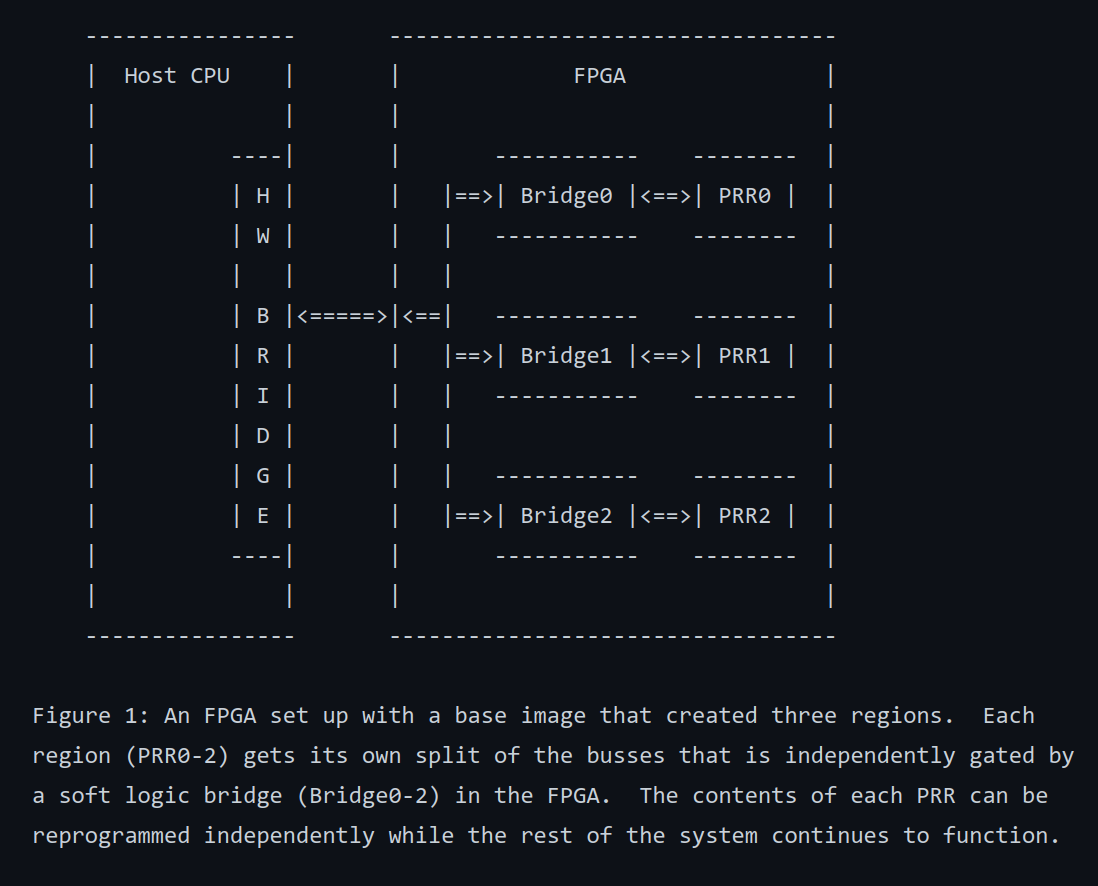 ----------------       ----------------------------------
|  Host CPU    |       |             FPGA               |
|              |       |                                |
|          ----|       |       -----------    --------  |
|          | H |       |   |==>| Bridge0 |<==>| PRR0 |  |
|          | W |       |   |   -----------    --------  |
|          |   |       |   |                            |
|          | B |<=====>|<==|   -----------    --------  |
|          | R |       |   |==>| Bridge1 |<==>| PRR1 |  |
|          | I |       |   |   -----------    --------  |
|          | D |       |   |                            |
|          | G |       |   |   -----------    --------  |
|          | E |       |   |==>| Bridge2 |<==>| PRR2 |  |
|          ----|       |       -----------    --------  |
|              |       |                                |
----------------       ----------------------------------
Figure 1: An FPGA set up with a base image that created three regions.  Each
region (PRR0-2) gets its own split of the busses that is independently gated by
a soft logic bridge (Bridge0-2) in the FPGA.  The contents of each PRR can be
reprogrammed independently while the rest of the system continues to function.